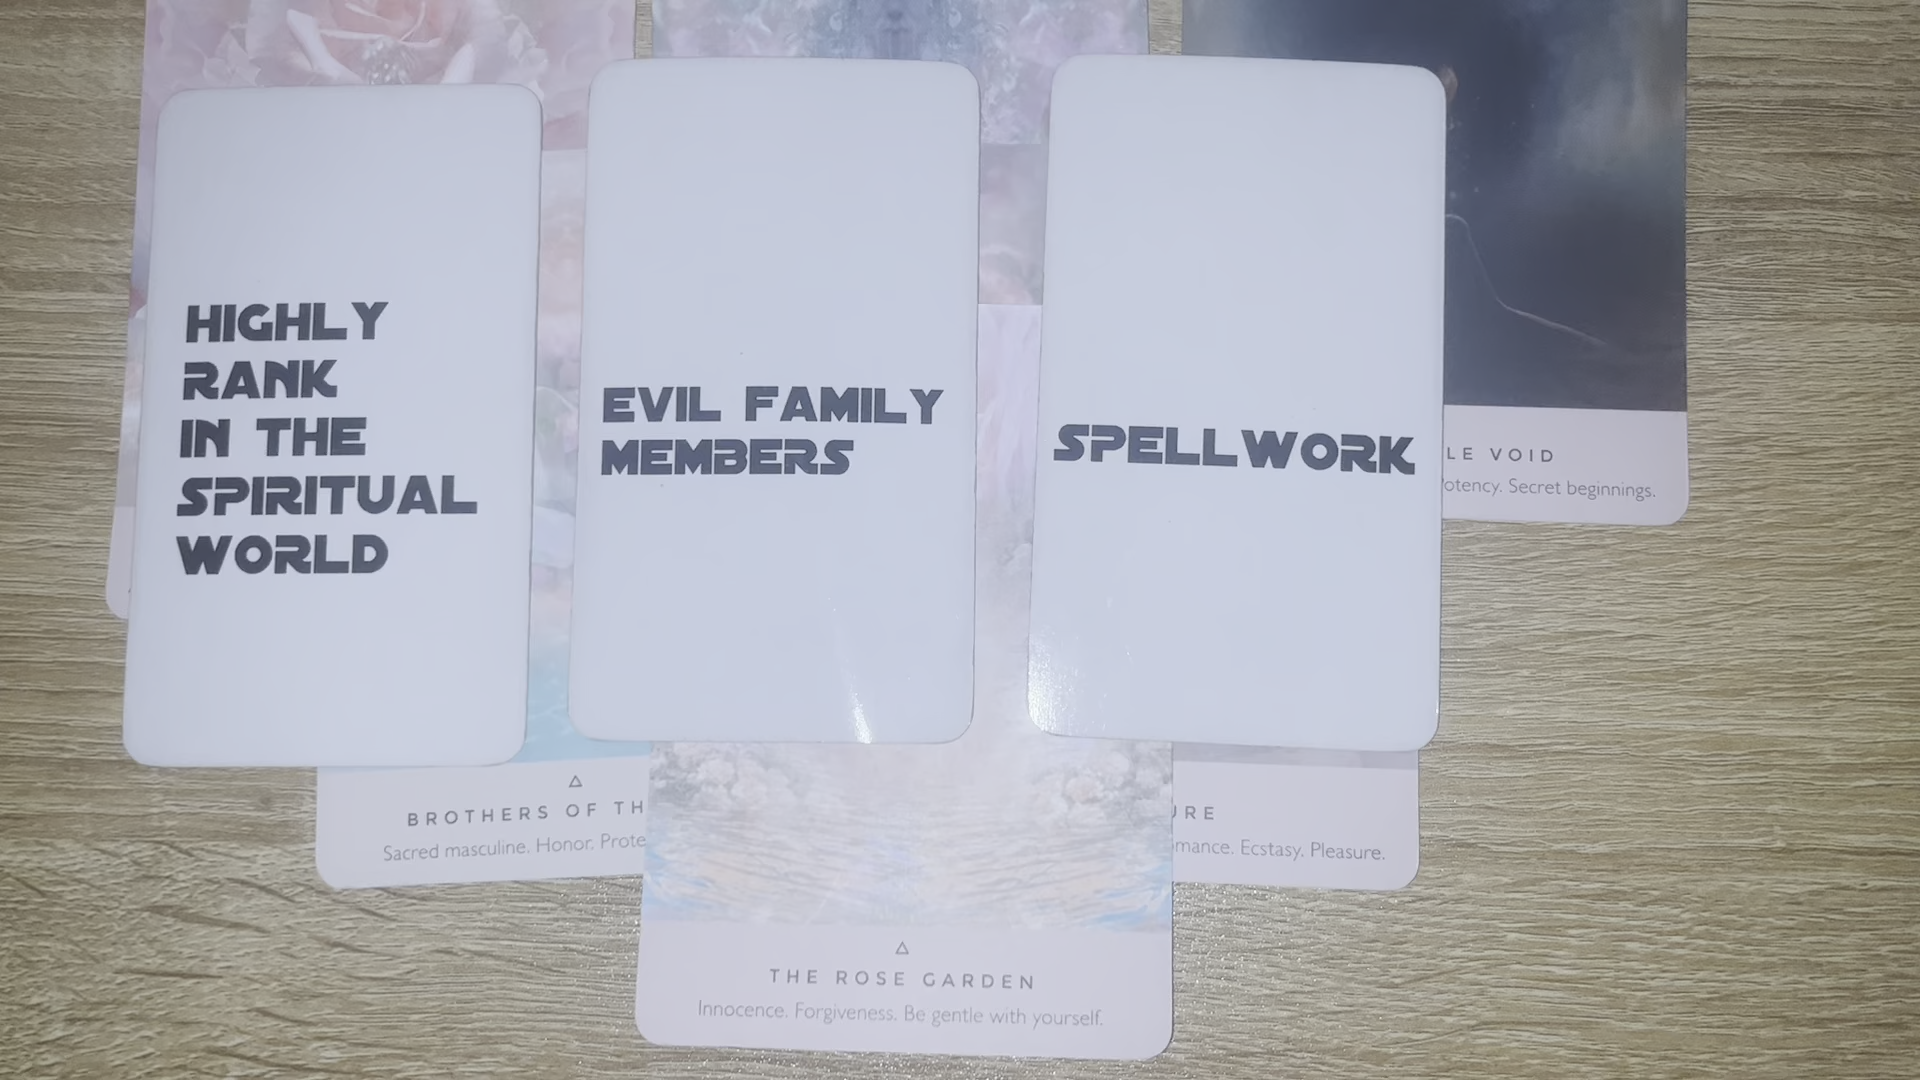 HIGHLY
RANK
IN THE
SPIRITUAL
WORLD
EVIL FAMILY
MEMBERS
SPELLWORK
LE VOID
otency. Secret beginnings.
BROTHERS OF TH
Sacred masculine. Honor. Prote
URE
mance. Ecstasy. Pleasure.
THE ROSE GARDEN
Innocence. Forgiveness. Be gentle with yourself.